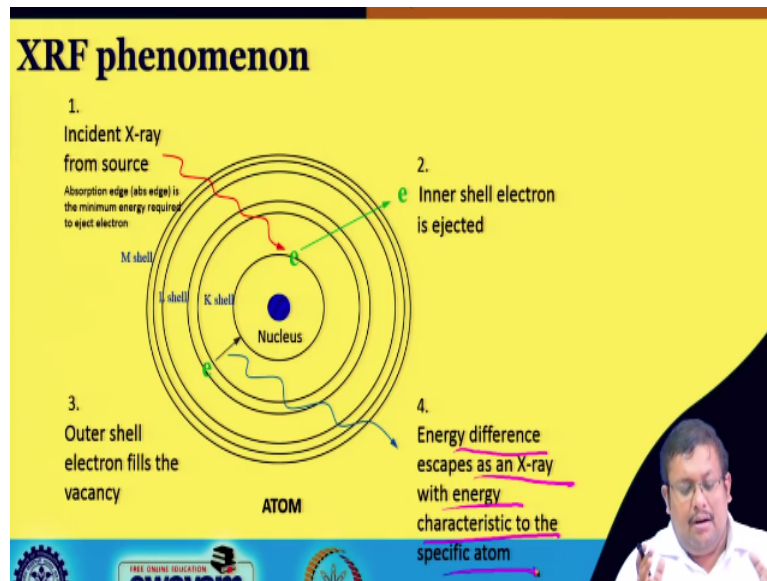 XRF phenomenon
1.
Incident X-ray
from source
Absorption edge (abs edge) is
the minimum energy required
to eject electron
M shell
L shell
K shell
e
Nucleus
e
ATOM
2.
e Inner shell electron
is ejected
3.
Outer shell
electron fills the
vacancy
4.
Energy difference
escapes as an X-ray
with energy
characteristic to the
specific atom
FREE ONLINE EDUCATION
swayam